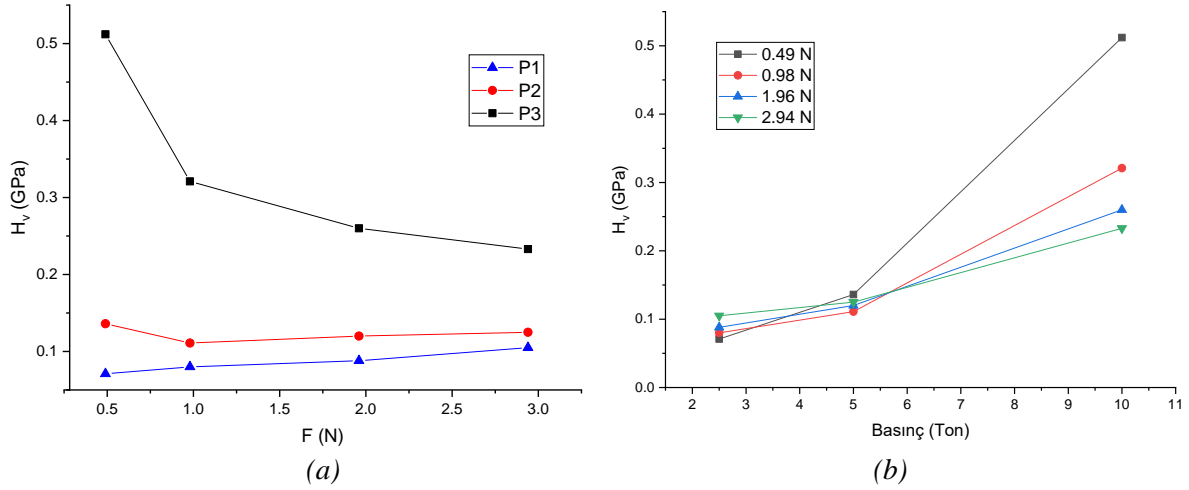 0.5
0.4
0.3
0.2
0.1
H_v (GPa)
P1
P2
P3
0.5
1.0
1.5
2.0
2.5
3.0
F (N)
(a)
0.5
0.4
0.3
0.2
0.1
0.0
H_v (GPa)
0.49 N
0.98 N
1.96 N
2.94 N
2
3
4
5
6
7
8
9
10
11
Basınç (Ton)
(b)